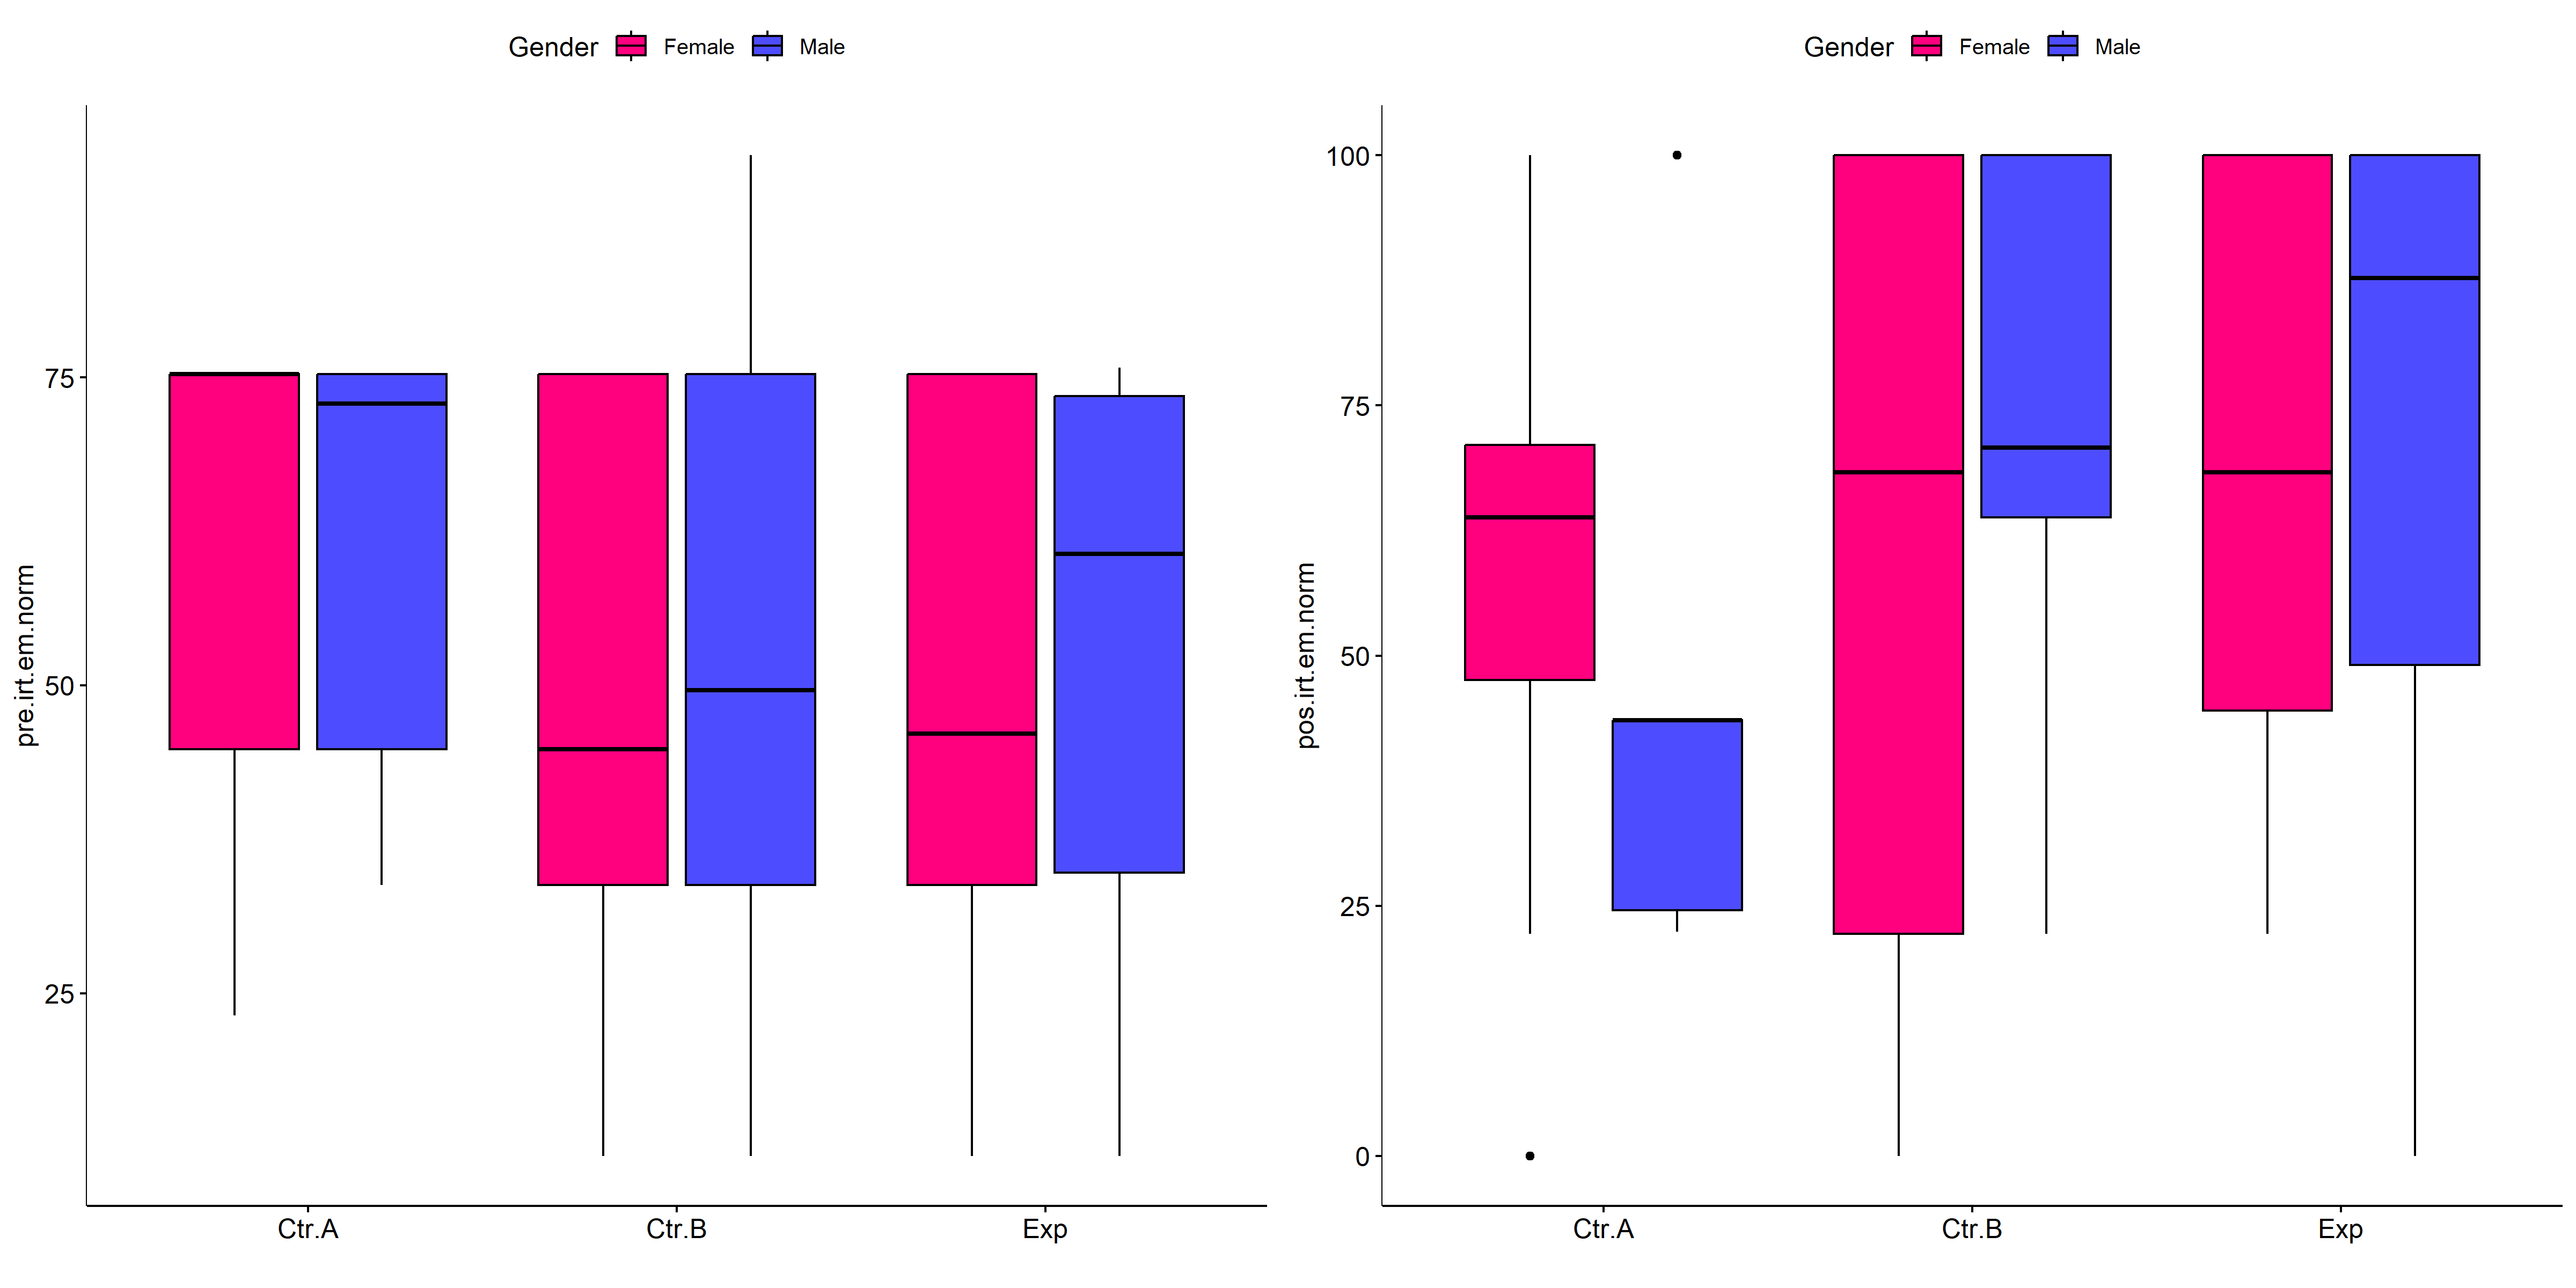 Gender Female Male
pre.irt.em.norm
75
50
25
Ctr.A Ctr.B Exp
Gender Female Male
pos.irt.em.norm
100
75
50
25
0
Ctr.A Ctr.B Exp